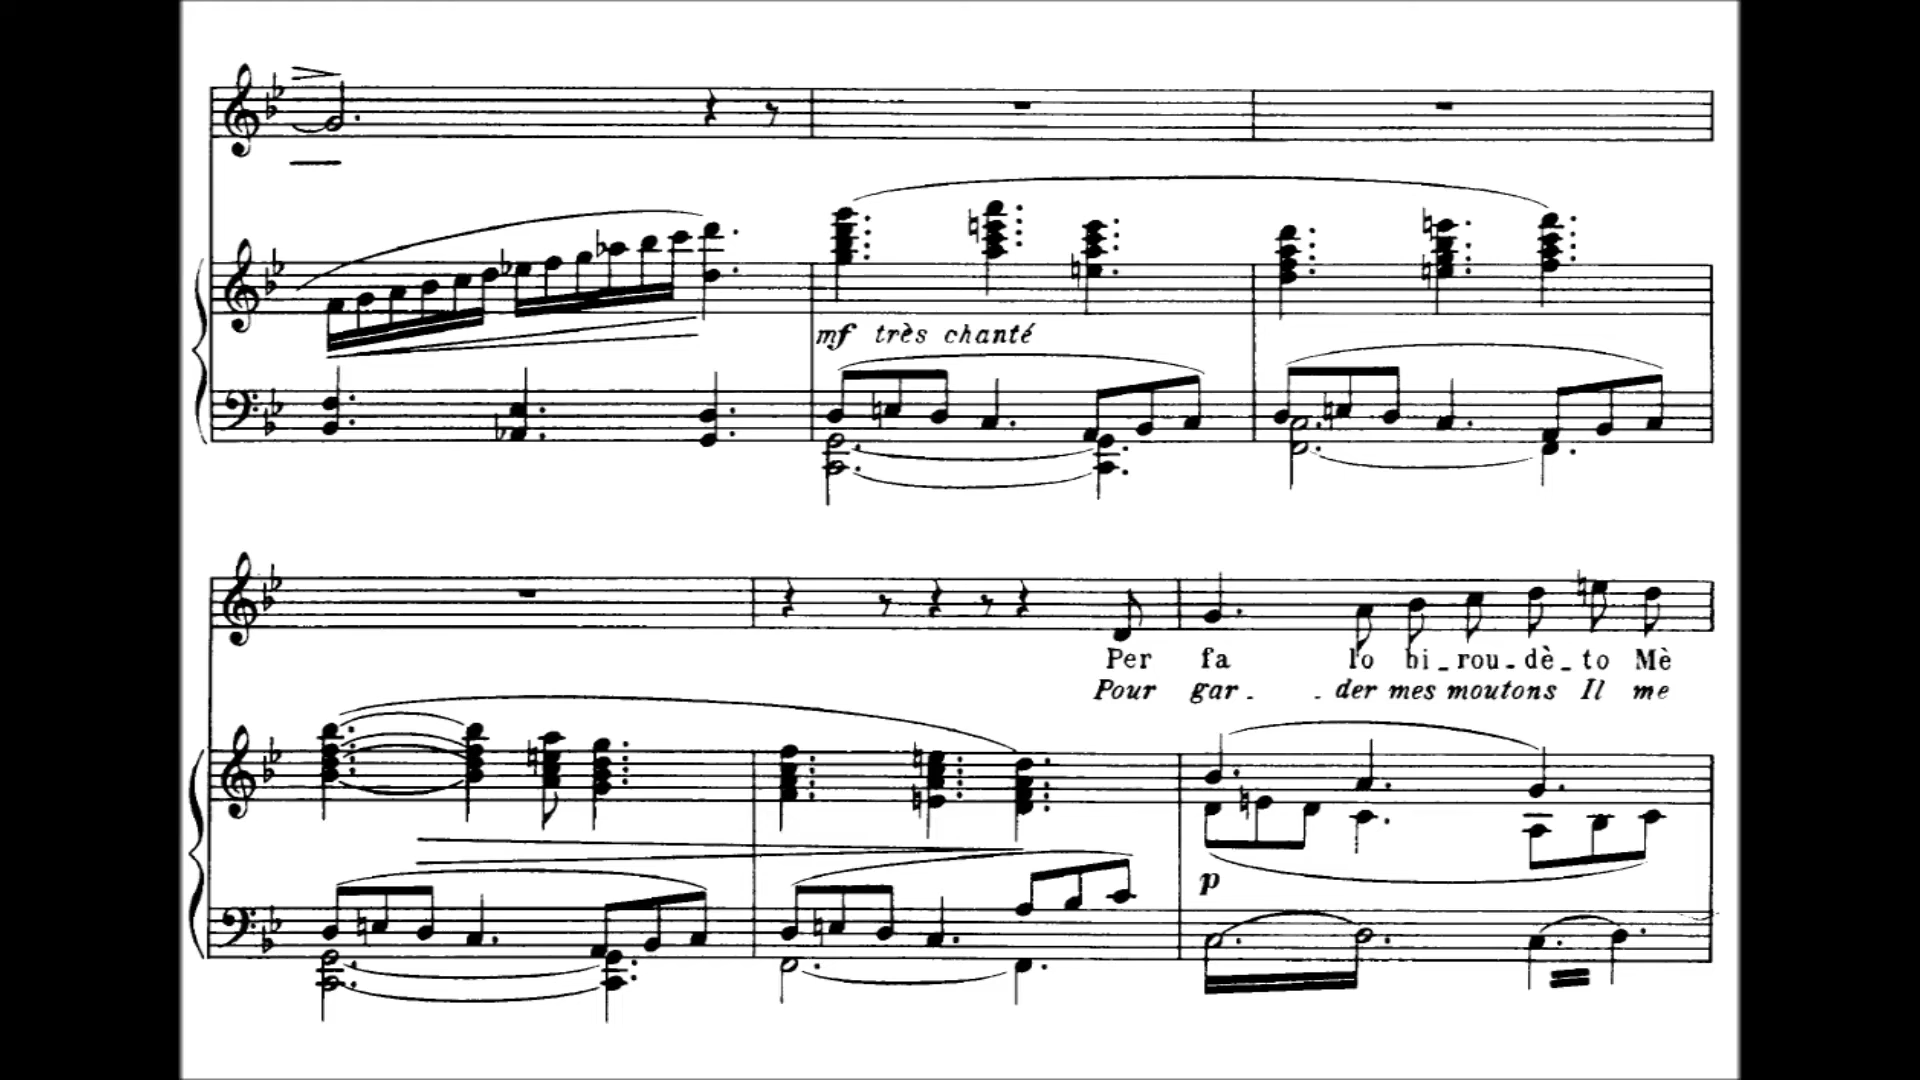 mf très chanté
Per fa lo bi_rou_dè_to Mè
Pour gar_ _der mes moutons Il me
p